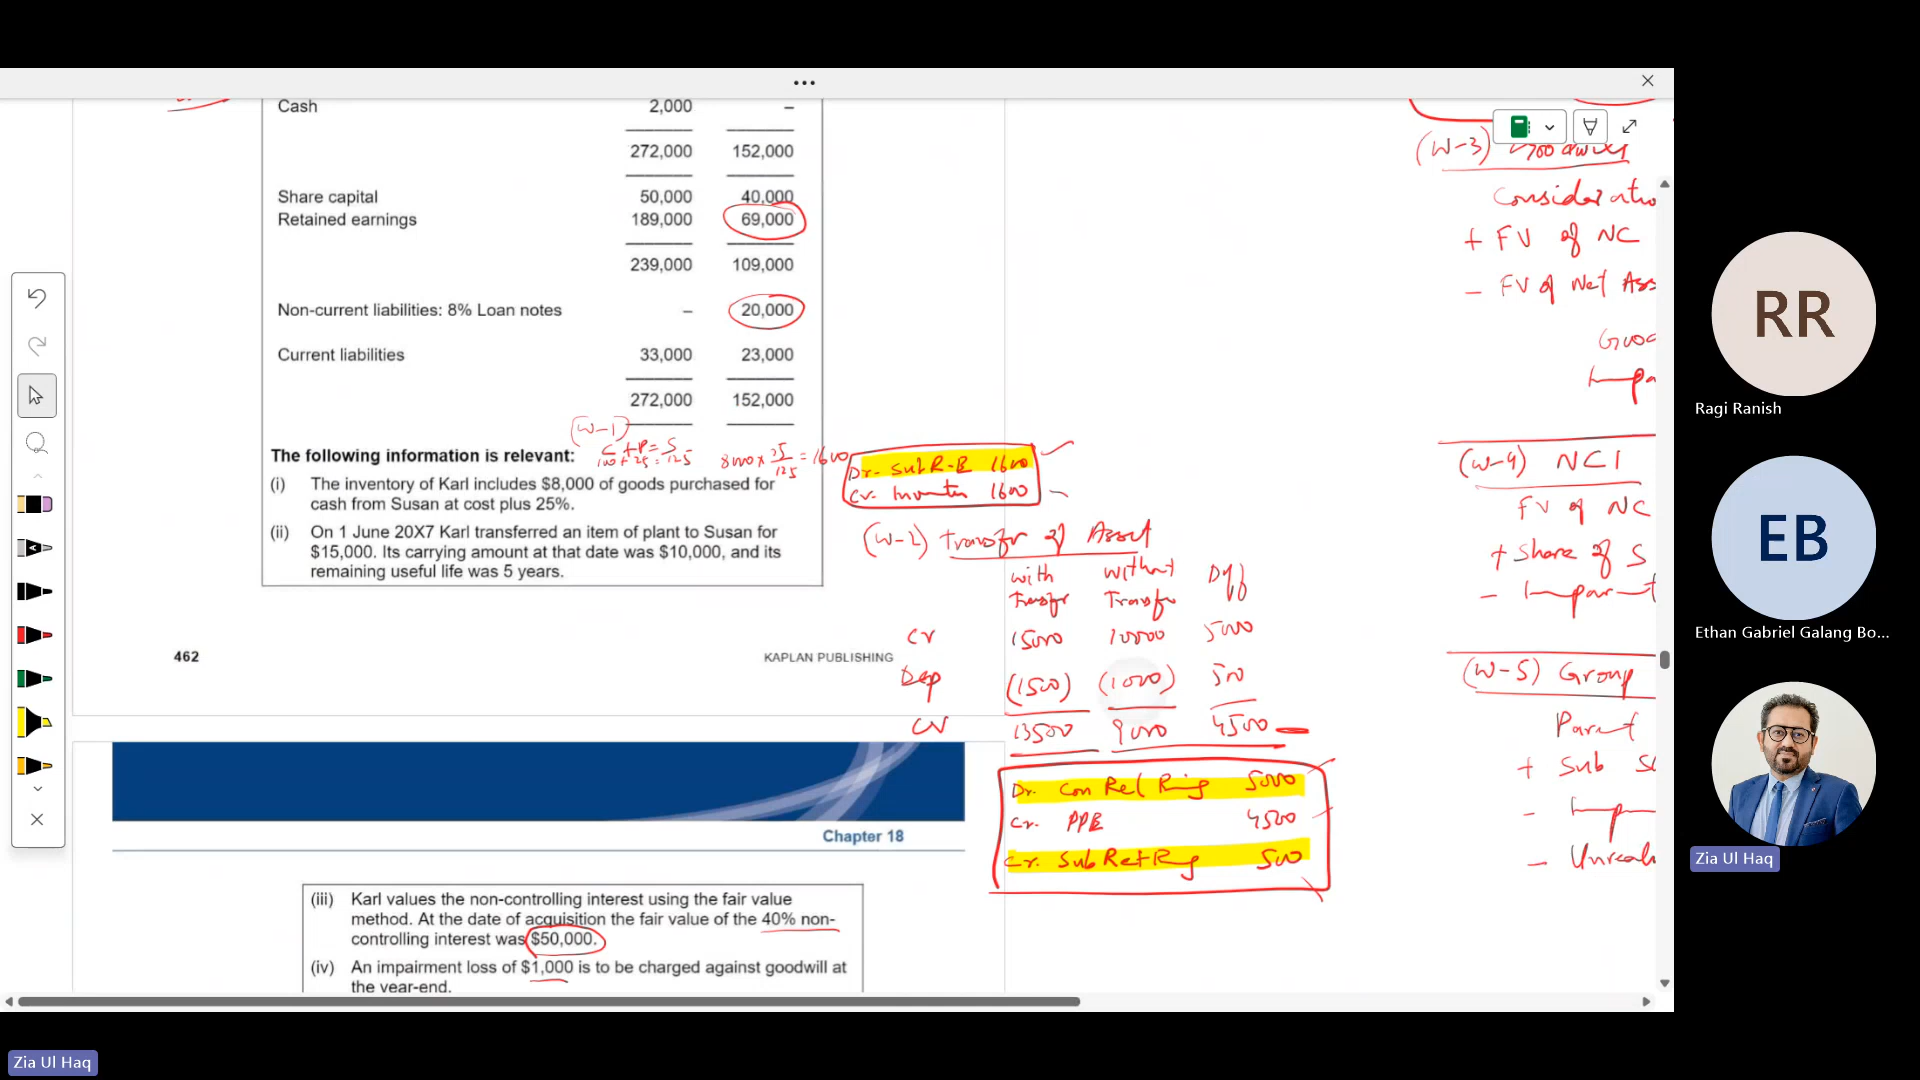 Cash 2,000 –
272,000 152,000
Share capital 50,000 40,000
Retained earnings 189,000 69,000
239,000 109,000
Non-current liabilities: 8% Loan notes – 20,000
Current liabilities 33,000 23,000
272,000 152,000
(W-1)
C + P = S
100 + 25 = 125
8000 × 25/125 = 1600
The following information is relevant:
(i) The inventory of Karl includes $8,000 of goods purchased for
cash from Susan at cost plus 25%.
(ii) On 1 June 20X7 Karl transferred an item of plant to Susan for
$15,000. Its carrying amount at that date was $10,000, and its
remaining useful life was 5 years.
462 KAPLAN PUBLISHING
Dr. Sub R-E 1600
Cr. Inventory 1600
(W-2) Transfer of Asset
with Transfer
without Transfer
Diff
CV 15000 10000 5000
Dep (1500) (1000) 500
CV 13500 9000 4500
Dr. Con 5000
Cr. PPE 4500
Cr. Sub 500
Chapter 18
(iii) Karl values the non-controlling interest using the fair value
method. At the date of acquisition the fair value of the 40% non-
controlling interest was $50,000.
(iv) An impairment loss of $1,000 is to be charged against goodwill at
the year-end.
(W-3)
Consideratio
+ FV of NC
− FV of Net Ass
Goo
Impa
(W-4) NCI
FV of NC
+ Share of S
− Impairment
(W-5) Group
Parent
+ Sub
− Imp
− Unreal
RR
Ragi Ranish
EB
Ethan Gabriel Galang Bo...
Zia Ul Haq
Zia Ul Haq